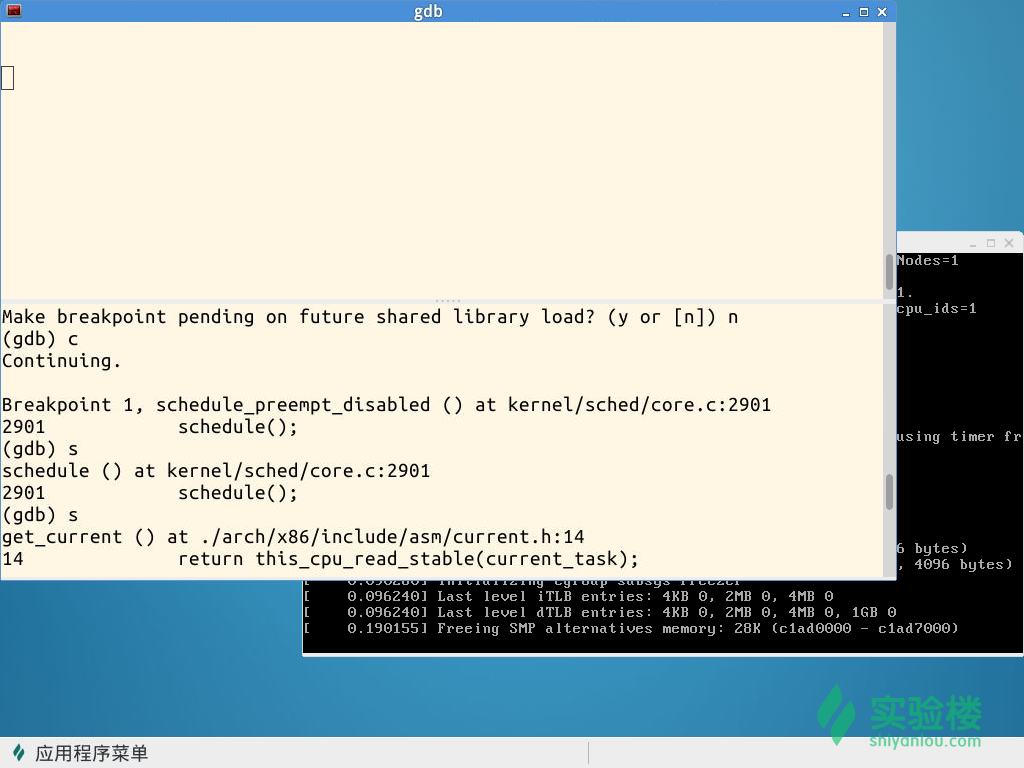 gdb
Make breakpoint pending on future shared library load? (y or [n]) n
(gdb) c
Continuing.
Breakpoint 1, schedule_preempt_disabled () at kernel/sched/core.c:2901
2901 schedule();
(gdb) s
schedule () at kernel/sched/core.c:2901
2901 schedule();
(gdb) s
get_current () at ./arch/x86/include/asm/current.h:14
14 return this_cpu_read_stable(current_task);
Nodes=1
1.
cpu_ids=1
using timer fr
6 bytes)
, 4096 bytes)
[ 0.096240] Last level iTLB entries: 4KB 0, 2MB 0, 4MB 0
[ 0.096240] Last level dTLB entries: 4KB 0, 2MB 0, 4MB 0, 1GB 0
[ 0.190155] Freeing SMP alternatives memory: 28K (c1ad0000 - c1ad7000)
实验楼
shiyanlou.com
应用程序菜单